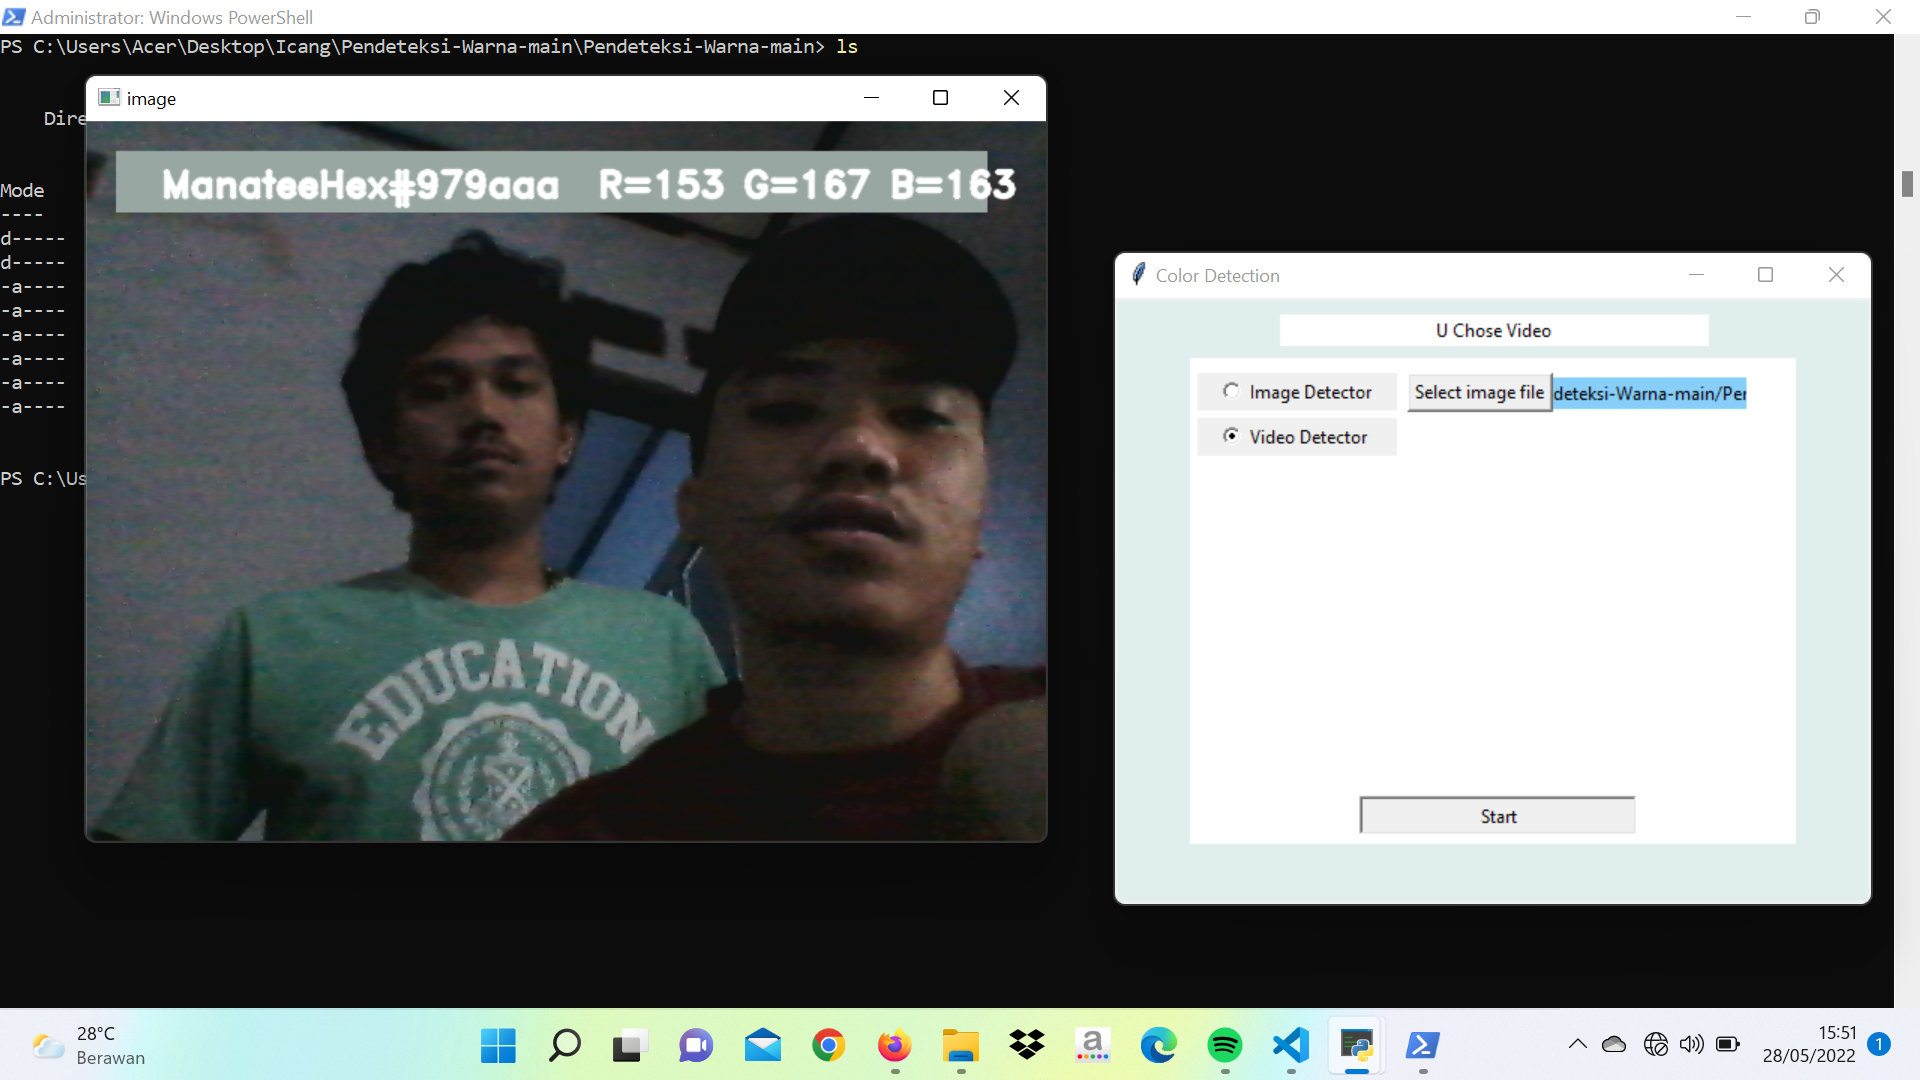 Administrator: Windows PowerShell
PS C:\Users\Acer\Desktop\Icang\Pendeteksi-Warna-main\Pendeteksi-Warna-main> ls
Dire
Mode
----
d-----
d-----
-a----
-a----
-a----
-a----
-a----
-a----
PS C:\Us
image
ManateeHex#979aaa R=153 G=167 B=163
EDUCATION
Color Detection
U Chose Video
Image Detector
Select image file
deteksi-Warna-main/Per
Video Detector
Start
28°C
Berawan
a
15:51
28/05/2022
1